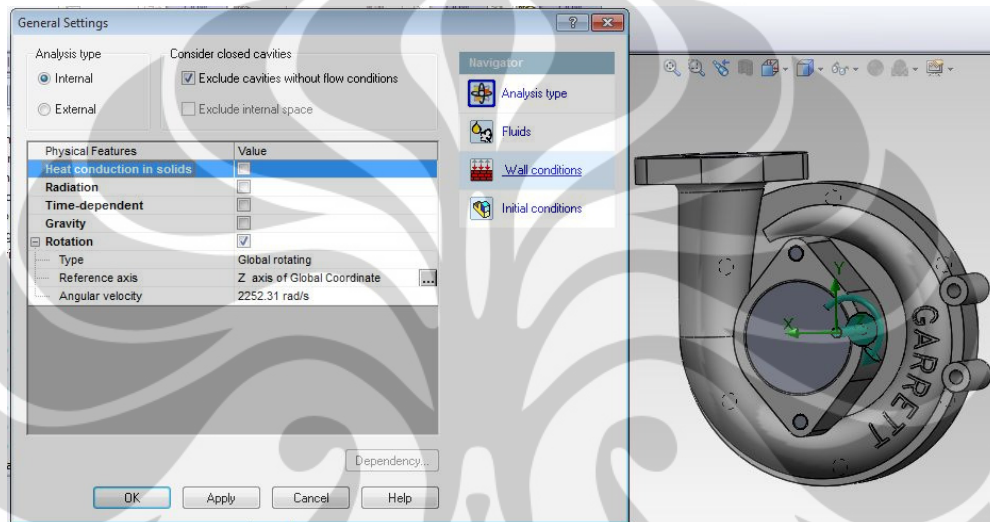 General Settings
Analysis type
Consider closed cavities
Internal
Exclude cavities without flow conditions
External
Exclude internal space
Physical Features Value
Heat conduction in solids
Radiation
Time-dependent
Gravity
Rotation
Type Global rotating
Reference axis Z axis of Global Coordinate ...
Angular velocity 2252.31 rad/s
Dependency...
OK Apply Cancel Help
Navigator
Analysis type
Fluids
Wall conditions
Initial conditions
Y
X
GARRETT